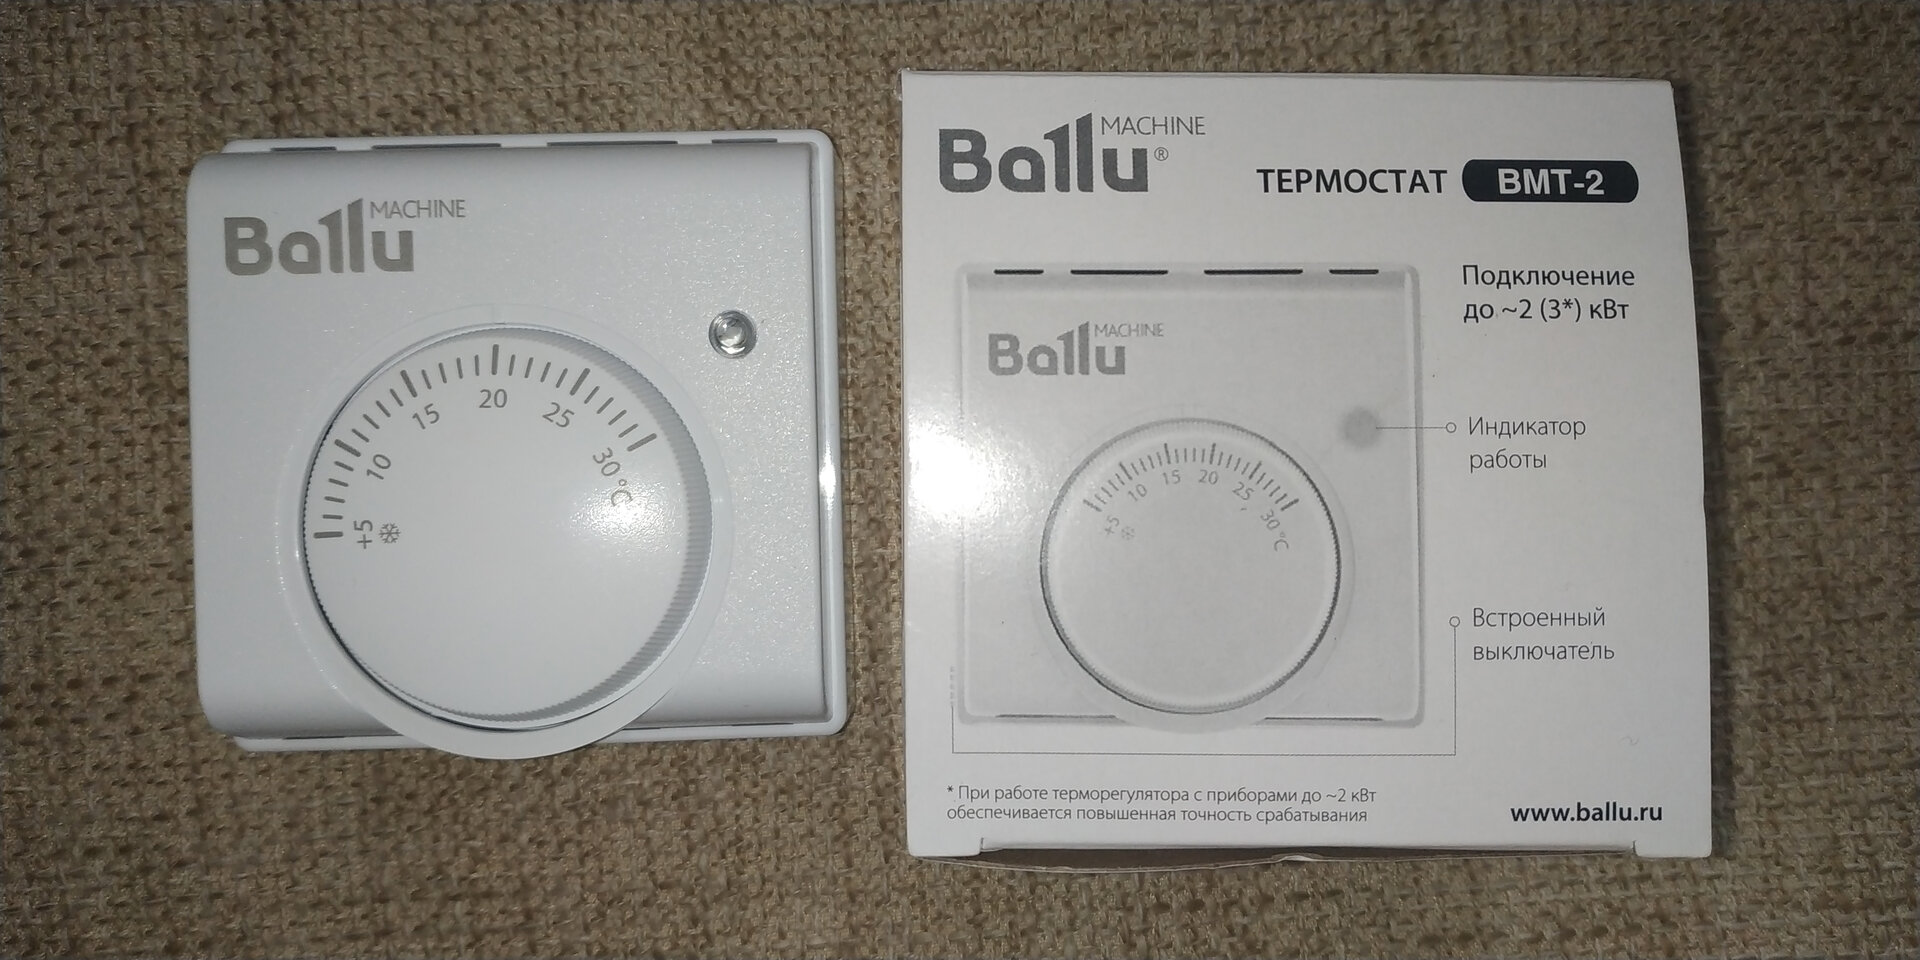 Ballu MACHINE
+5 10 15 20 25 30 °C
Ballu® MACHINE
ТЕРМОСТАТ BMT-2
Подключение
до ~2 (3*) кВт
Ballu MACHINE
+5 10 15 20 25 30 °C
Индикатор
работы
Встроенный
выключатель
* При работе терморегулятора с приборами до ~2 кВт
обеспечивается повышенная точность срабатывания
www.ballu.ru